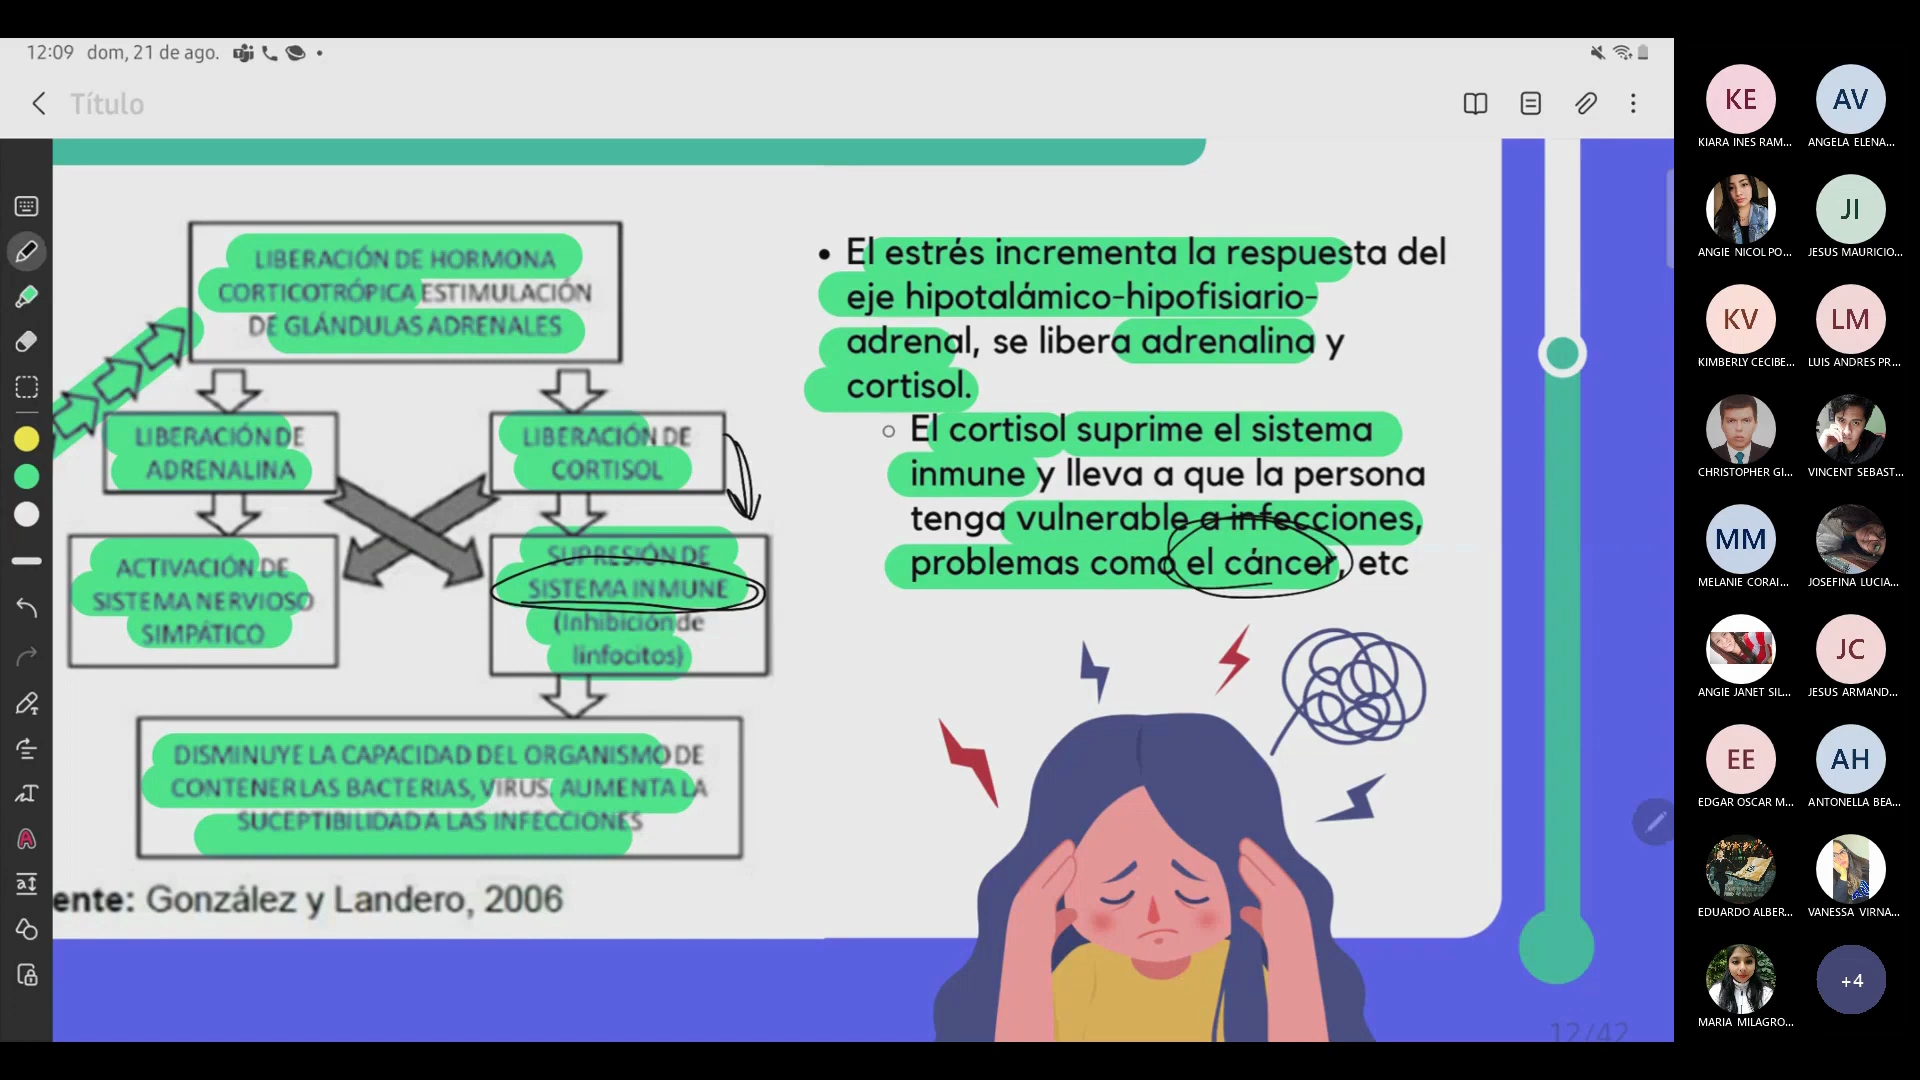 12:09 dom, 21 de ago.
Título
LIBERACIÓN DE HORMONA
CORTICOTRÓPICA ESTIMULACIÓN
DE GLÁNDULAS ADRENALES
LIBERACIÓN DE
ADRENALINA
LIBERACIÓN DE
CORTISOL
ACTIVACIÓN DE
SISTEMA NERVIOSO
SIMPÁTICO
SUPRESIÓN DE
SISTEMA INMUNE
(Inhibición de
linfocitos)
DISMINUYE LA CAPACIDAD DEL ORGANISMO DE
CONTENER LAS BACTERIAS, VIRUS. AUMENTA LA
SUCEPTIBILIDAD A LAS INFECCIONES
ente: González y Landero, 2006
• El estrés incrementa la respuesta del
eje hipotalámico-hipofisiario-
adrenal, se libera adrenalina y
cortisol.
○ El cortisol suprime el sistema
inmune y lleva a que la persona
tenga vulnerable a infecciones,
problemas como el cáncer, etc
12/42
KE
KIARA INES RAM...
AV
ANGELA ELENA...
ANGIE NICOL PO...
JI
JESUS MAURICIO...
KV
KIMBERLY CECIBE...
LM
LUIS ANDRES PR...
CHRISTOPHER GI...
VINCENT SEBAST...
MM
MELANIE CORAI...
JOSEFINA LUCIA...
ANGIE JANET SIL...
JC
JESUS ARMAND...
EE
EDGAR OSCAR M...
AH
ANTONELLA BEA...
EDUARDO ALBER...
VANESSA VIRNA...
MARIA MILAGRO...
+4